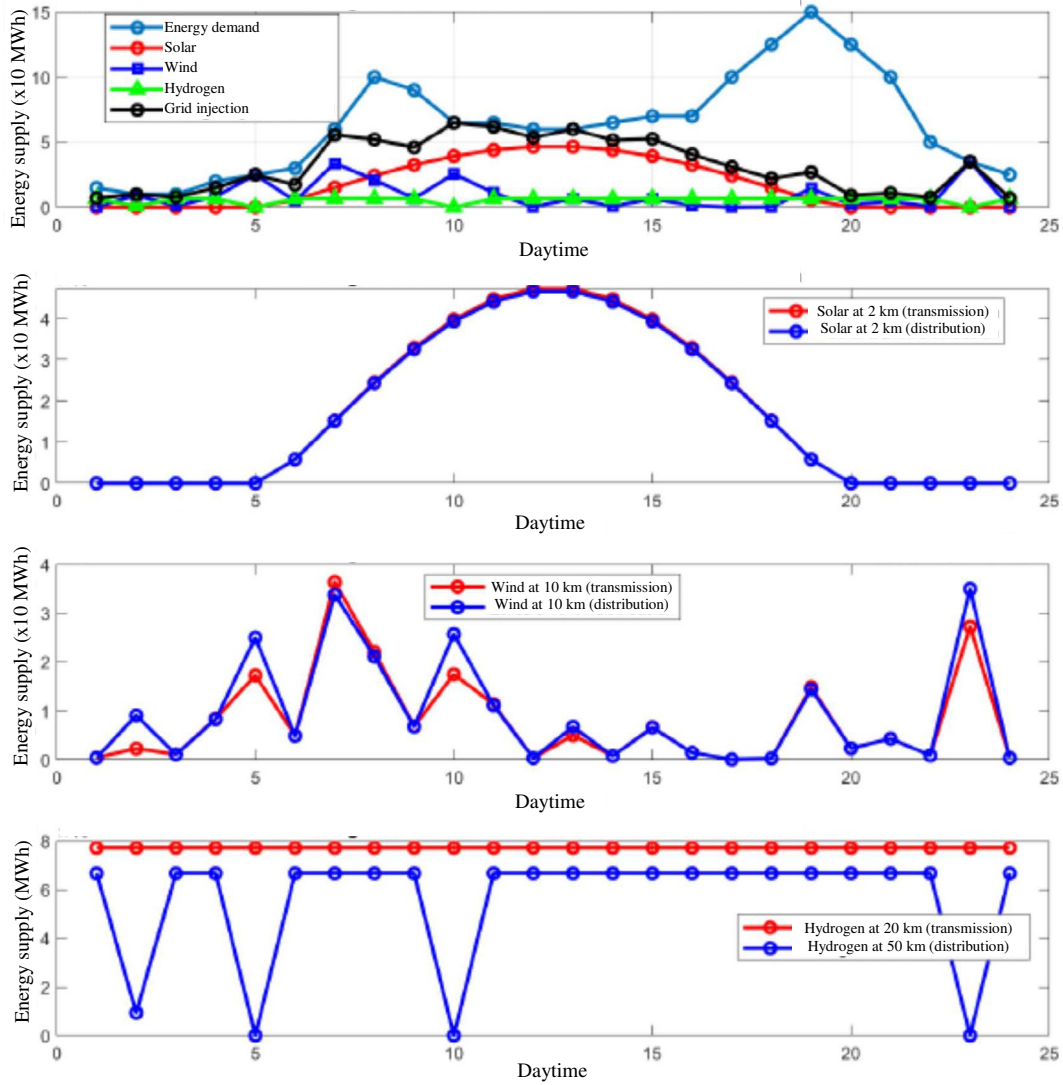 Energy supply (x10 MWh)
15
10
5
0
Energy demand
Solar
Wind
Hydrogen
Grid injection
0
5
10
15
20
25
Daytime
Energy supply (x10 MWh)
4
3
2
1
0
Solar at 2 km (transmission)
Solar at 2 km (distribution)
0
5
10
15
20
25
Daytime
Energy supply (x10 MWh)
4
3
2
1
0
Wind at 10 km (transmission)
Wind at 10 km (distribution)
0
5
10
15
20
25
Daytime
Energy supply (MWh)
8
6
4
2
0
Hydrogen at 20 km (transmission)
Hydrogen at 50 km (distribution)
0
5
10
15
20
25
Daytime